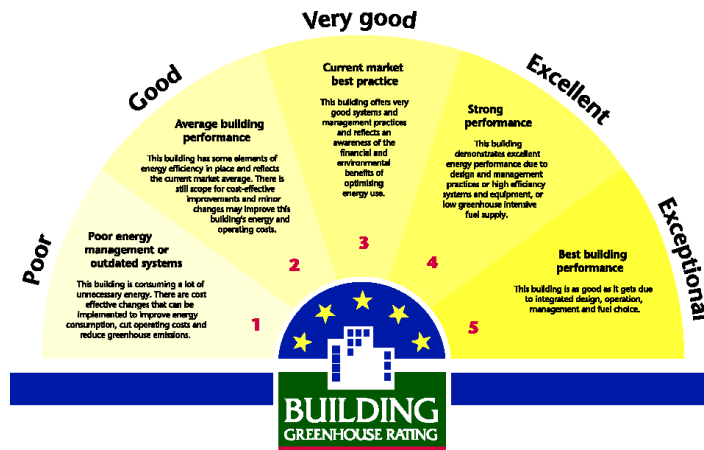 Poor
Good
Very good
Excellent
Exceptional
Poor energy
management or
outdated systems
This building is consuming a lot of
unnecessary energy. There are cost
effective changes that can be
implemented to improve energy
consumption, cut operating costs and
reduce greenhouse emissions.
1
Average building
performance
This building has some elements of
energy efficiency in place and reflects
the current market average. There is
still scope for cost-effective
improvements and minor
changes may improve this
building's energy and
operating costs.
2
Current market
best practice
This building offers very
good systems and
management practices
and reflects an
awareness of the
financial and
environmental
benefits of
optimising
energy use.
3
Strong
performance
This building
demonstrates excellent
energy performance due to
design and management
practices or high efficiency
systems and equipment, or
low greenhouse intensive
fuel supply.
4
Best building
performance
This building is as good as it gets due
to integrated design, operation,
management and fuel choice.
5
BUILDING
GREENHOUSE RATING